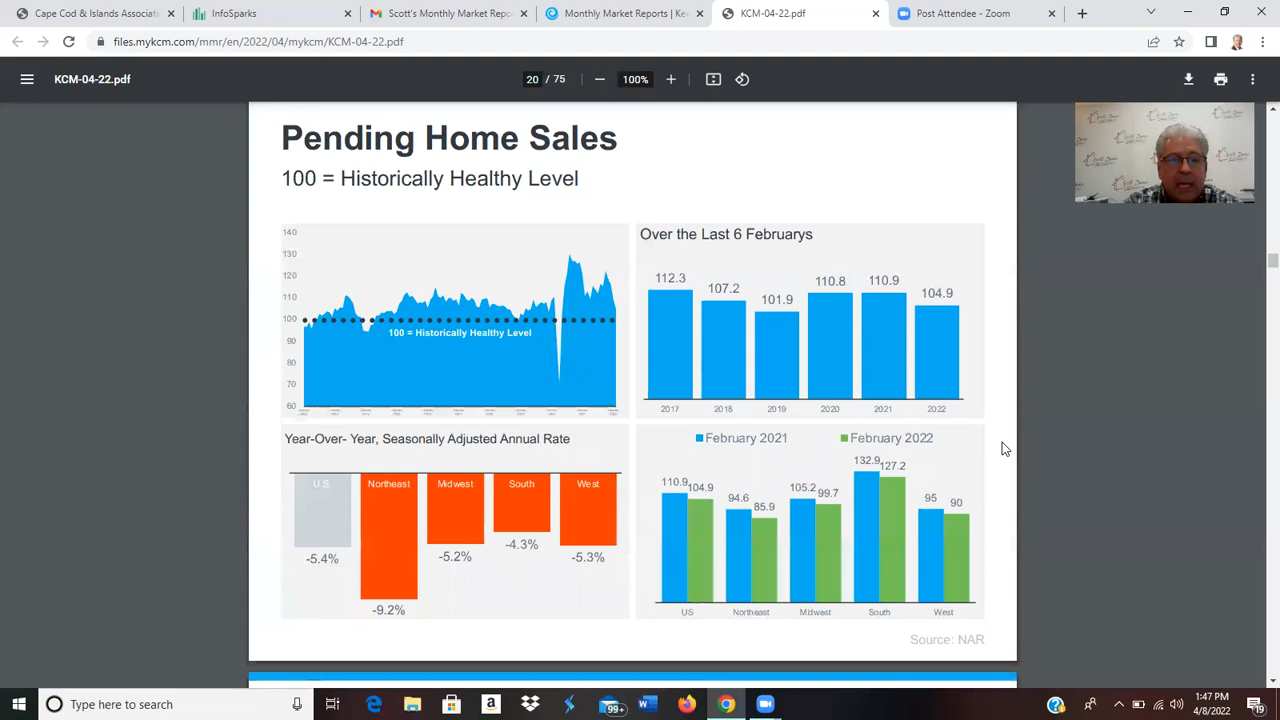 Cape Cod & Islands Associati
InfoSparks
Scott's Monthly Market Repor
Monthly Market Reports | Kee
KCM-04-22.pdf
Post Attendee - Zoom
files.mykcm.com/mmr/en/2022/04/mykcm/KCM-04-22.pdf
KCM-04-22.pdf
20 / 75
100%
Pending Home Sales
100 = Historically Healthy Level
140
130
120
110
100
90
80
70
60
100 = Historically Healthy Level
Over the Last 6 Februarys
112.3 107.2 101.9 110.8 110.9 104.9
2017 2018 2019 2020 2021 2022
Year-Over- Year, Seasonally Adjusted Annual Rate
U S Northeast Midwest South West
-5.4% -9.2% -5.2% -4.3% -5.3%
February 2021 February 2022
110.9 104.9 94.6 85.9 105.2 99.7 132.9 127.2 95 90
US Northeast Midwest South West
Source: NAR
Type here to search
99+
1:47 PM
4/8/2022
19